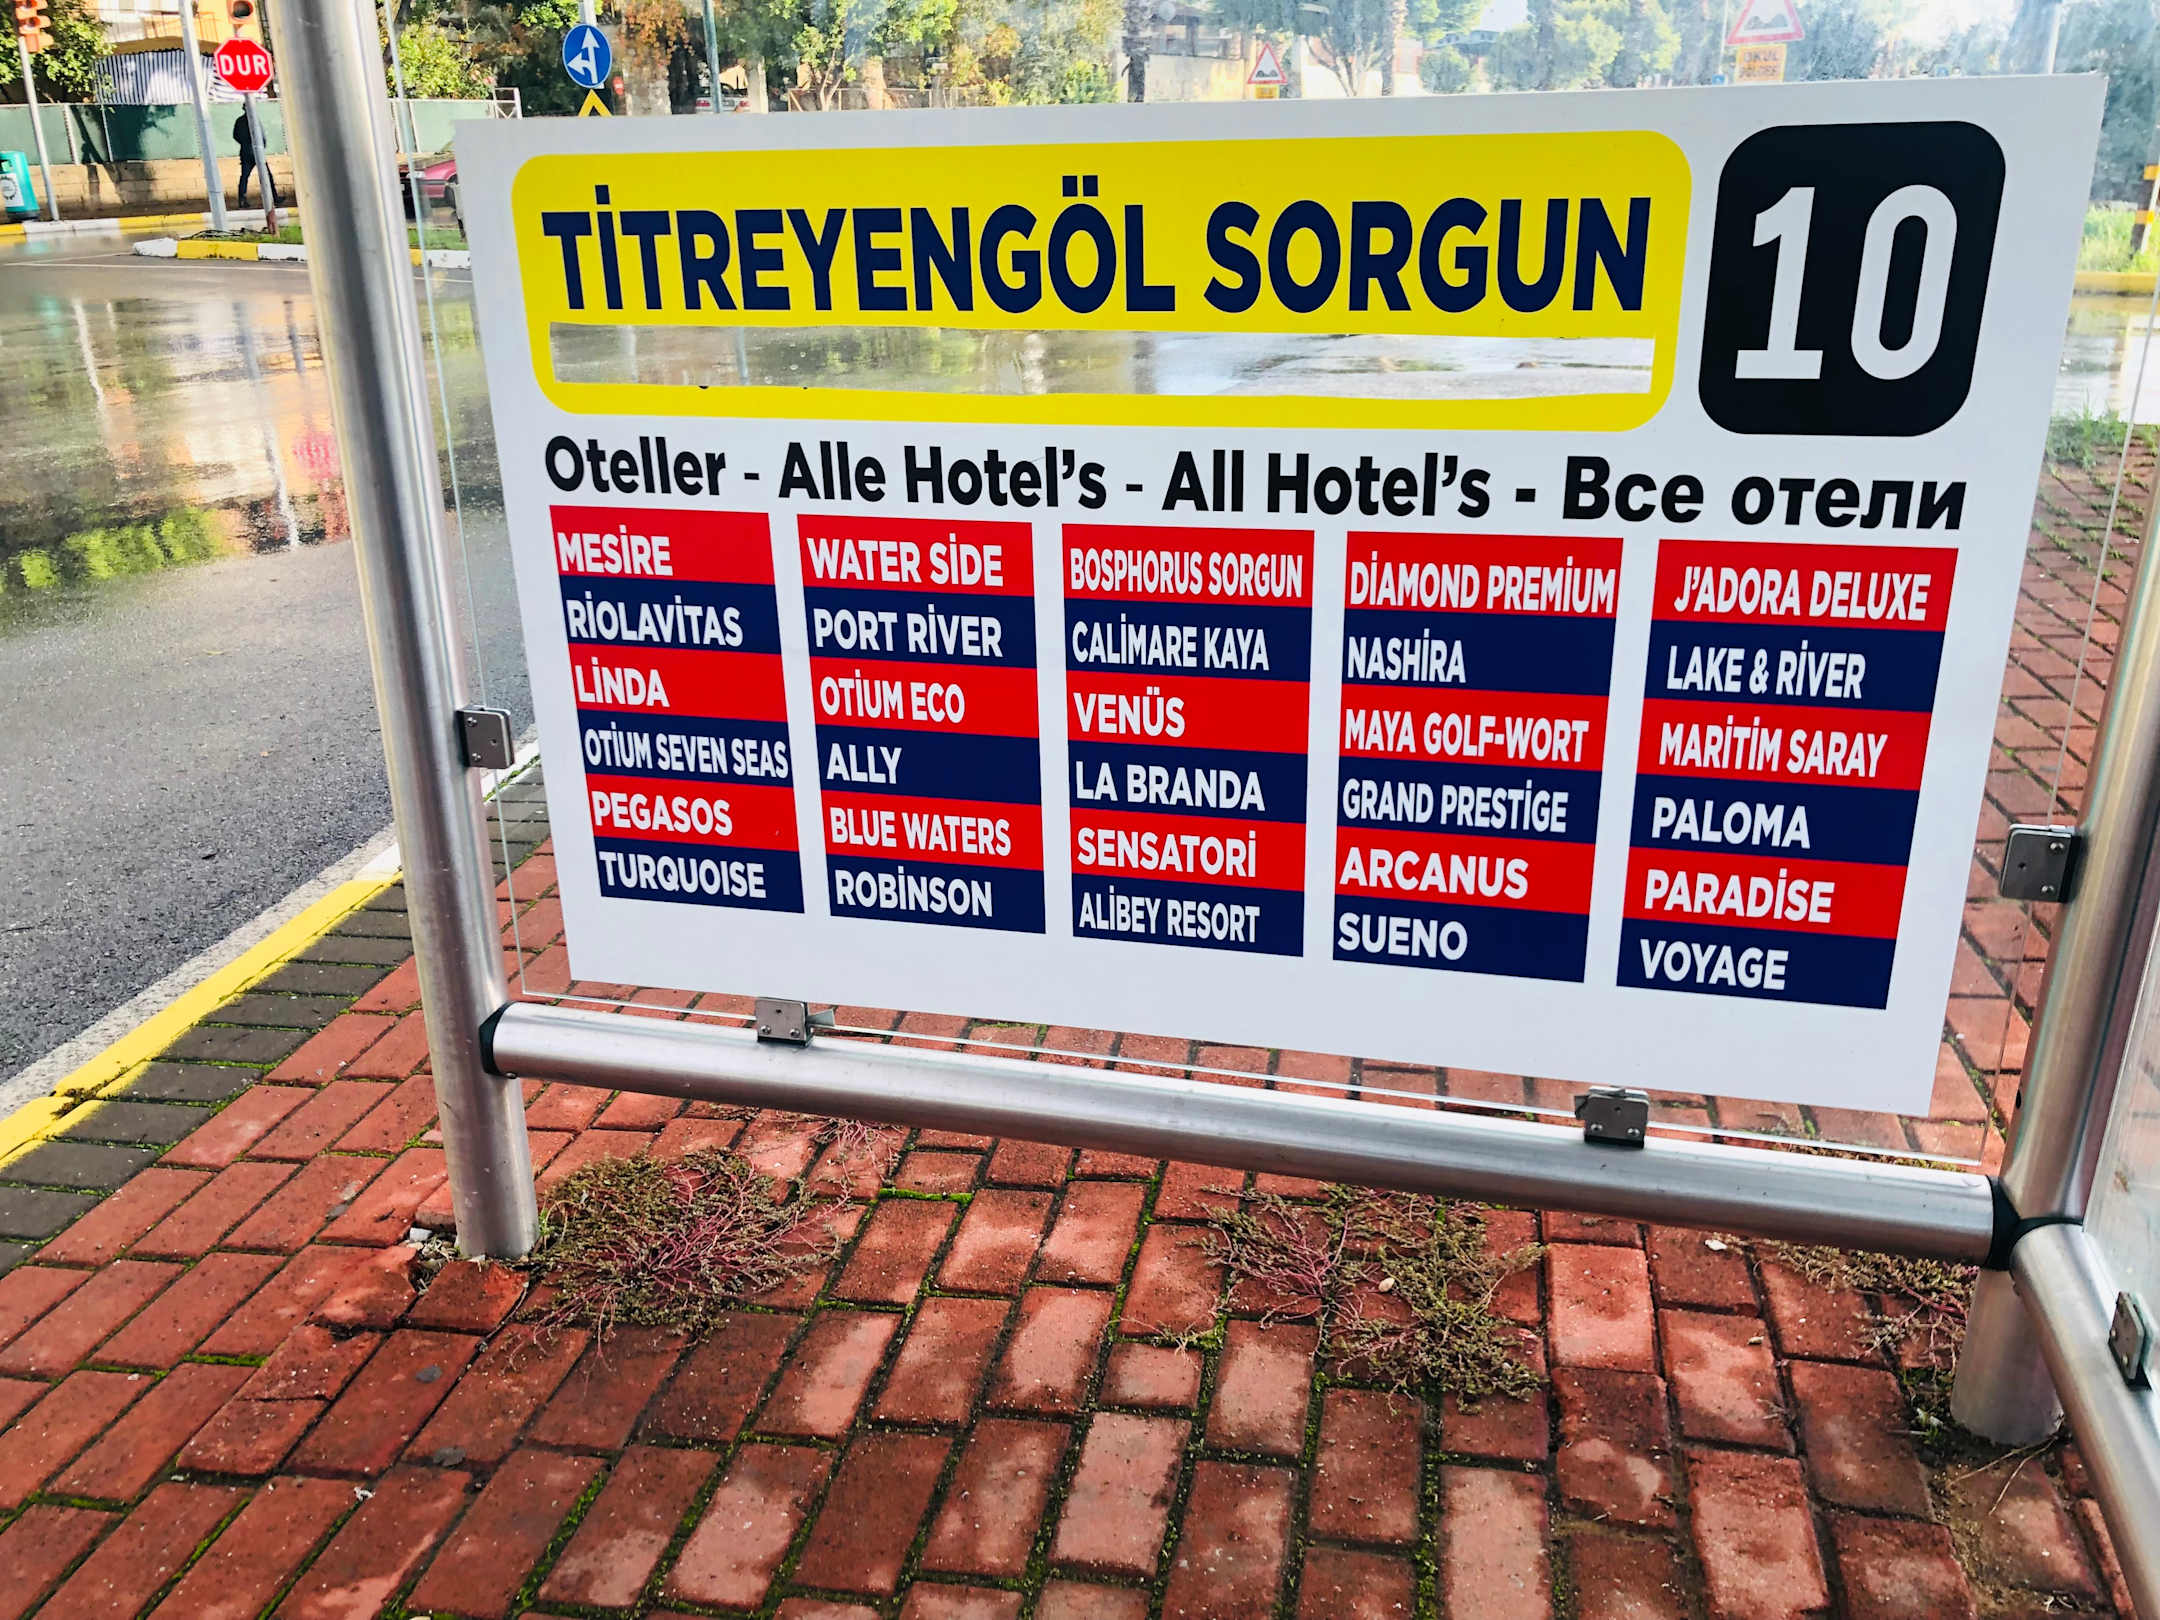 DUR
TİTREYENGÖL SORGUN
10
Oteller - Alle Hotel's - All Hotel's - Все отели
MESİRE
RİOLAVİTAS
LİNDA
OTİUM SEVEN SEAS
PEGASOS
TURQUOISE
WATER SİDE
PORT RİVER
OTİUM ECO
ALLY
BLUE WATERS
ROBİNSON
BOSPHORUS SORGUN
CALİMARE KAYA
VENÜS
LA BRANDA
SENSATORİ
ALİBEY RESORT
DİAMOND PREMİUM
NASHİRA
MAYA GOLF-WORT
GRAND PRESTİGE
ARCANUS
SUENO
J'ADORA DELUXE
LAKE & RİVER
MARİTİM SARAY
PALOMA
PARADİSE
VOYAGE